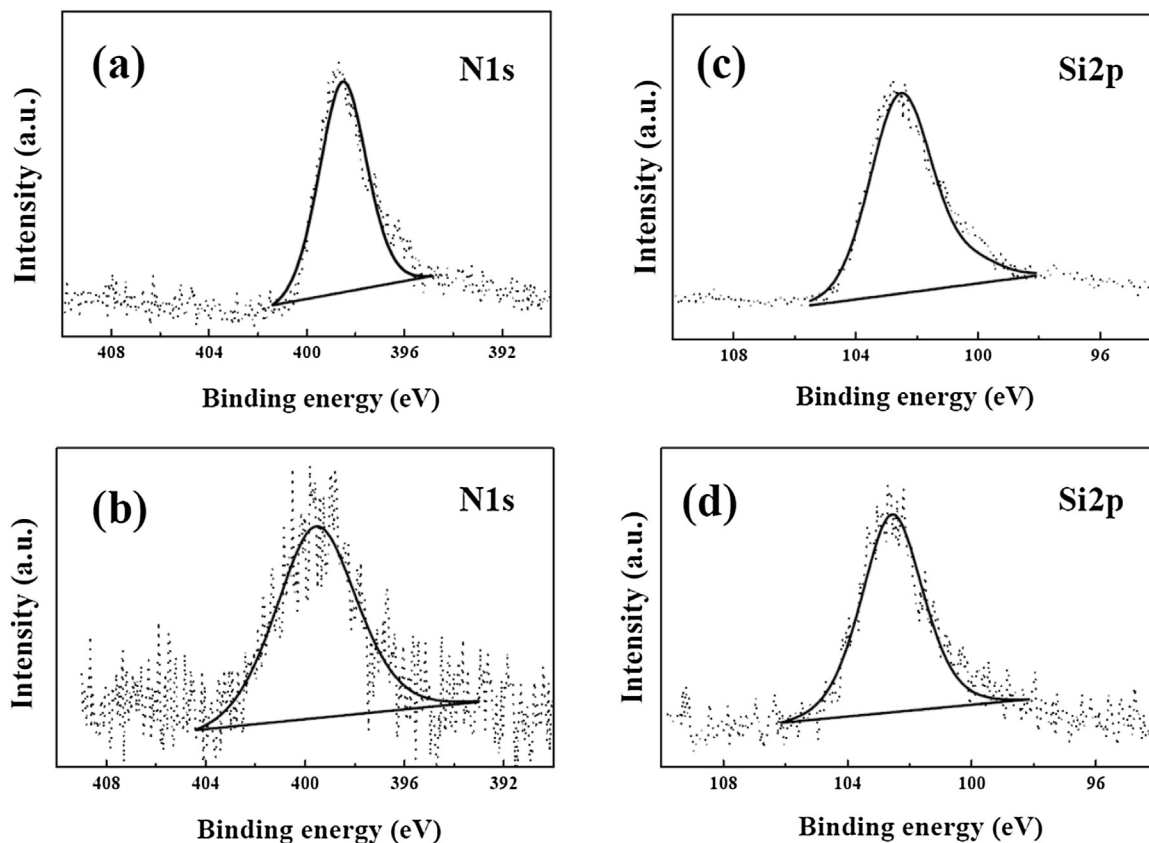 (a)
N1s
Intensity (a.u.)
408 404 400 396 392
Binding energy (eV)
(c)
Si2p
Intensity (a.u.)
108 104 100 96
Binding energy (eV)
(b)
N1s
Intensity (a.u.)
408 404 400 396 392
Binding energy (eV)
(d)
Si2p
Intensity (a.u.)
108 104 100 96
Binding energy (eV)